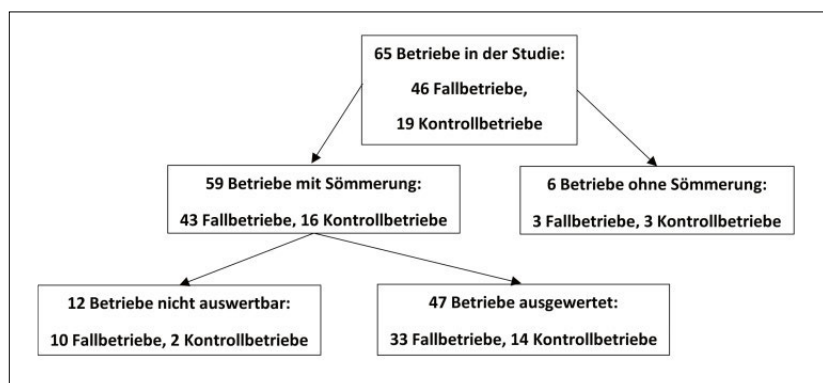 65 Betriebe in der Studie:
46 Fallbetriebe,
19 Kontrollbetriebe
59 Betriebe mit Sömmerung:
43 Fallbetriebe, 16 Kontrollbetriebe
6 Betriebe ohne Sömmerung:
3 Fallbetriebe, 3 Kontrollbetriebe
12 Betriebe nicht auswertbar:
10 Fallbetriebe, 2 Kontrollbetriebe
47 Betriebe ausgewertet:
33 Fallbetriebe, 14 Kontrollbetriebe